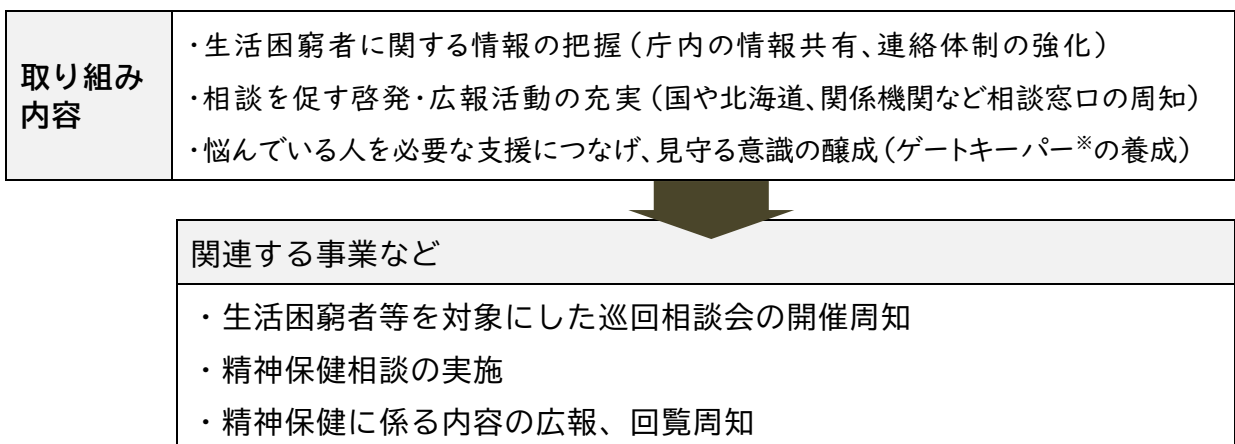 取り組み
内容
・生活困窮者に関する情報の把握（庁内の情報共有、連絡体制の強化）
・相談を促す啓発・広報活動の充実（国や北海道、関係機関など相談窓口の周知）
・悩んでいる人を必要な支援につなげ、見守る意識の醸成（ゲートキーパー※の養成）
関連する事業など
・生活困窮者等を対象にした巡回相談会の開催周知
・精神保健相談の実施
・精神保健に係る内容の広報、回覧周知